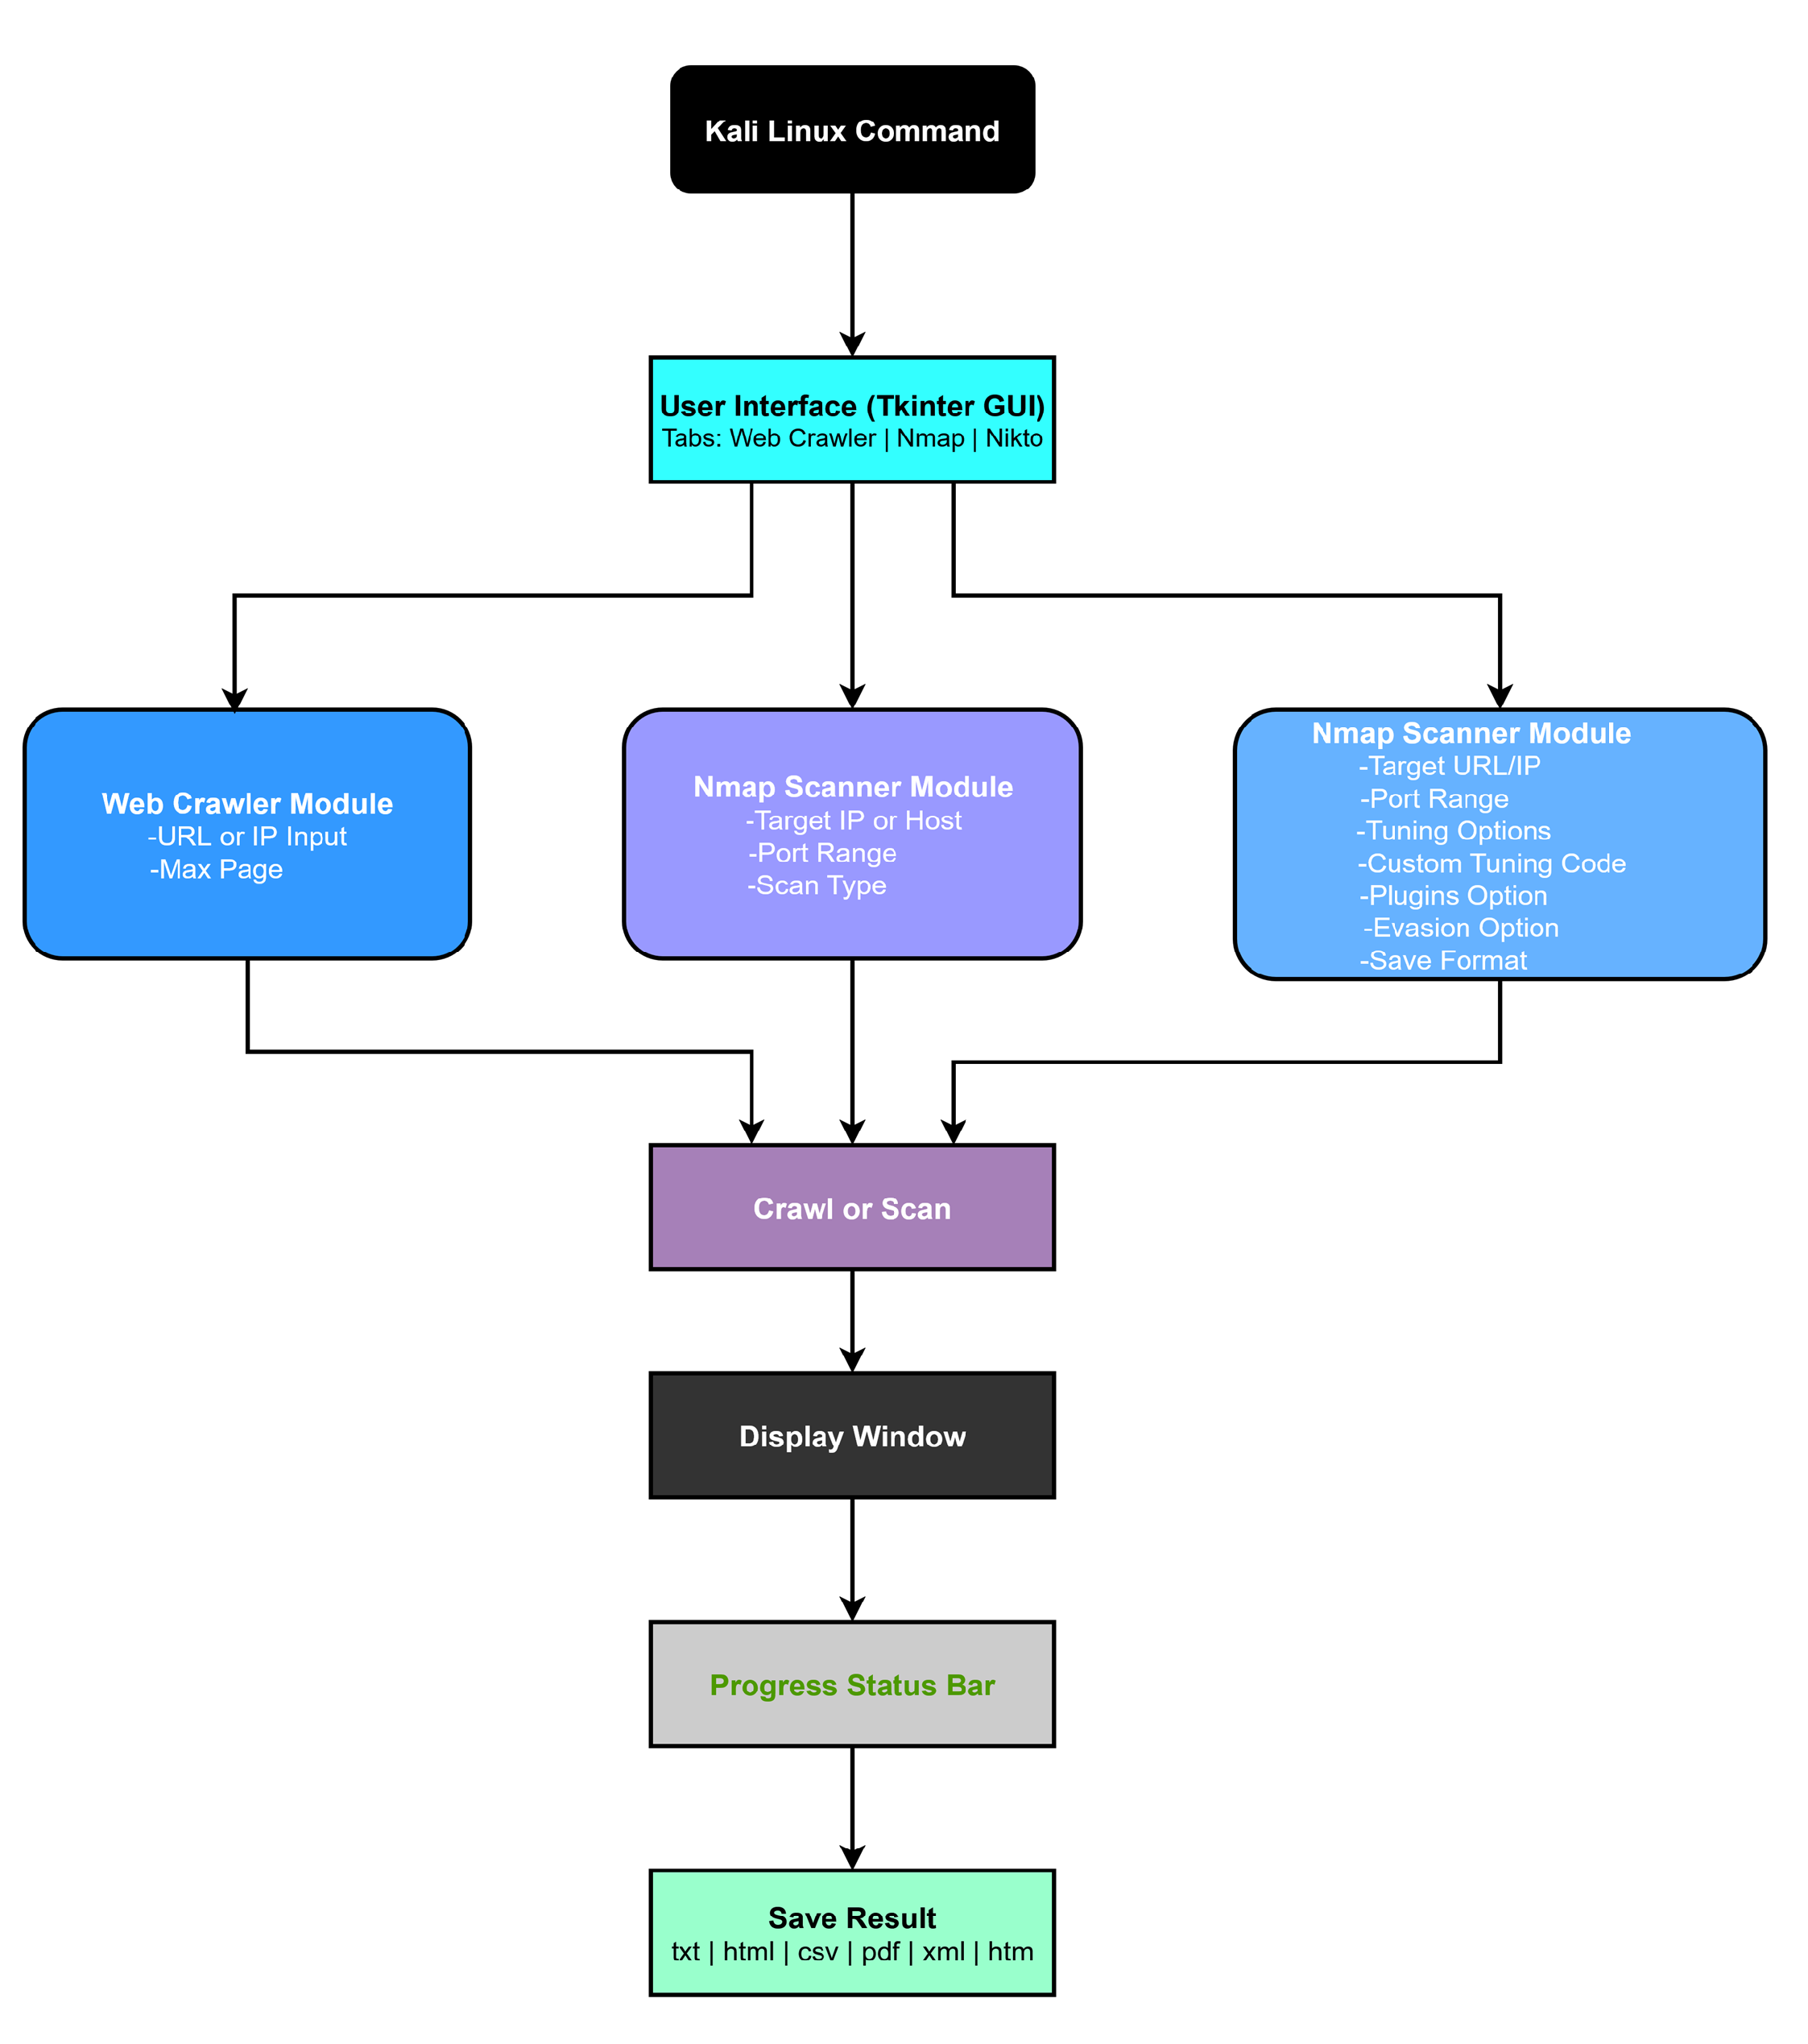 Kali Linux Command
User Interface (Tkinter GUI)
Tabs: Web Crawler | Nmap | Nikto
Web Crawler Module
-URL or IP Input
-Max Page
Nmap Scanner Module
-Target IP or Host
-Port Range
-Scan Type
Nmap Scanner Module
-Target URL/IP
-Port Range
-Tuning Options
-Custom Tuning Code
-Plugins Option
-Evasion Option
-Save Format
Crawl or Scan
Display Window
Progress Status Bar
Save Result
txt | html | csv | pdf | xml | htm